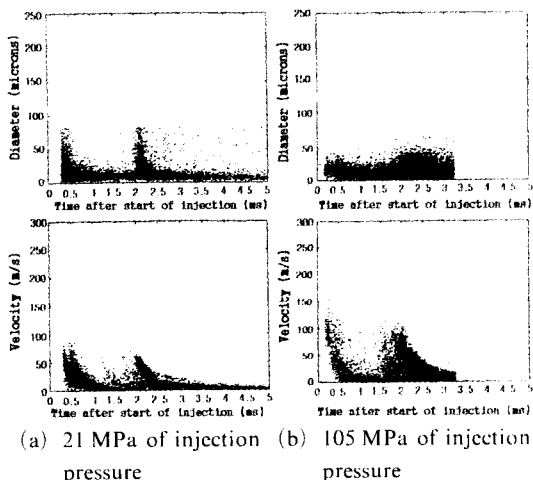 250
200
150
100
50
0
Diameter (microns)
0 0.5 1 1.5 2 2.5 3 3.5 4 4.5 5
Time after start of injection (ms)
250
200
150
100
50
0
Diameter (microns)
0 0.5 1 1.5 2 2.5 3 3.5 4 4.5 5
Time after start of injection (ms)
300
250
200
150
100
50
0
Velocity (m/s)
0 0.5 1 1.5 2 2.5 3 3.5 4 4.5 5
Time after start of injection (ms)
300
250
200
150
100
50
0
Velocity (m/s)
0 0.5 1 1.5 2 2.5 3 3.5 4 4.5 5
Time after start of injection (ms)
(a) 21 MPa of injection
pressure
(b) 105 MPa of injection
pressure